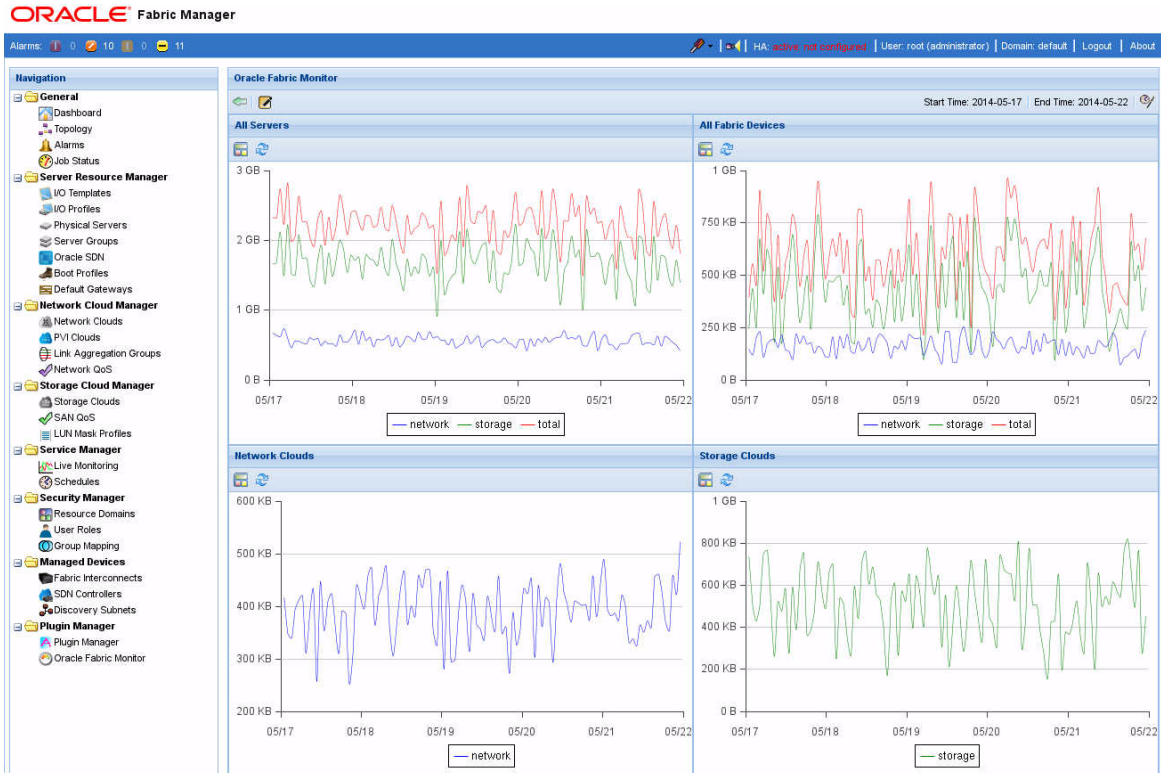 ORACLE Fabric Manager
Alarms: 0 10 0 11
HA: active: not configured User: root (administrator) Domain: default Logout About
Navigation
General
Dashboard
Topology
Alarms
Job Status
Server Resource Manager
I/O Templates
I/O Profiles
Physical Servers
Server Groups
Oracle SDN
Boot Profiles
Default Gateways
Network Cloud Manager
Network Clouds
PVI Clouds
Link Aggregation Groups
Network QoS
Storage Cloud Manager
Storage Clouds
SAN QoS
LUN Mask Profiles
Service Manager
Live Monitoring
Schedules
Security Manager
Resource Domains
User Roles
Group Mapping
Managed Devices
Fabric Interconnects
SDN Controllers
Discovery Subnets
Plugin Manager
Plugin Manager
Oracle Fabric Monitor
Oracle Fabric Monitor
Start Time: 2014-05-17 End Time: 2014-05-22
All Servers
3 GB
2 GB
1 GB
0 B
05/17 05/18 05/19 05/20 05/21 05/22
network storage total
All Fabric Devices
1 GB
750 KB
500 KB
250 KB
0 B
05/17 05/18 05/19 05/20 05/21 05/22
network storage total
Network Clouds
600 KB
500 KB
400 KB
300 KB
200 KB
05/17 05/18 05/19 05/20 05/21 05/22
network
Storage Clouds
1 GB
800 KB
600 KB
400 KB
200 KB
0 B
05/17 05/18 05/19 05/20 05/21 05/22
storage